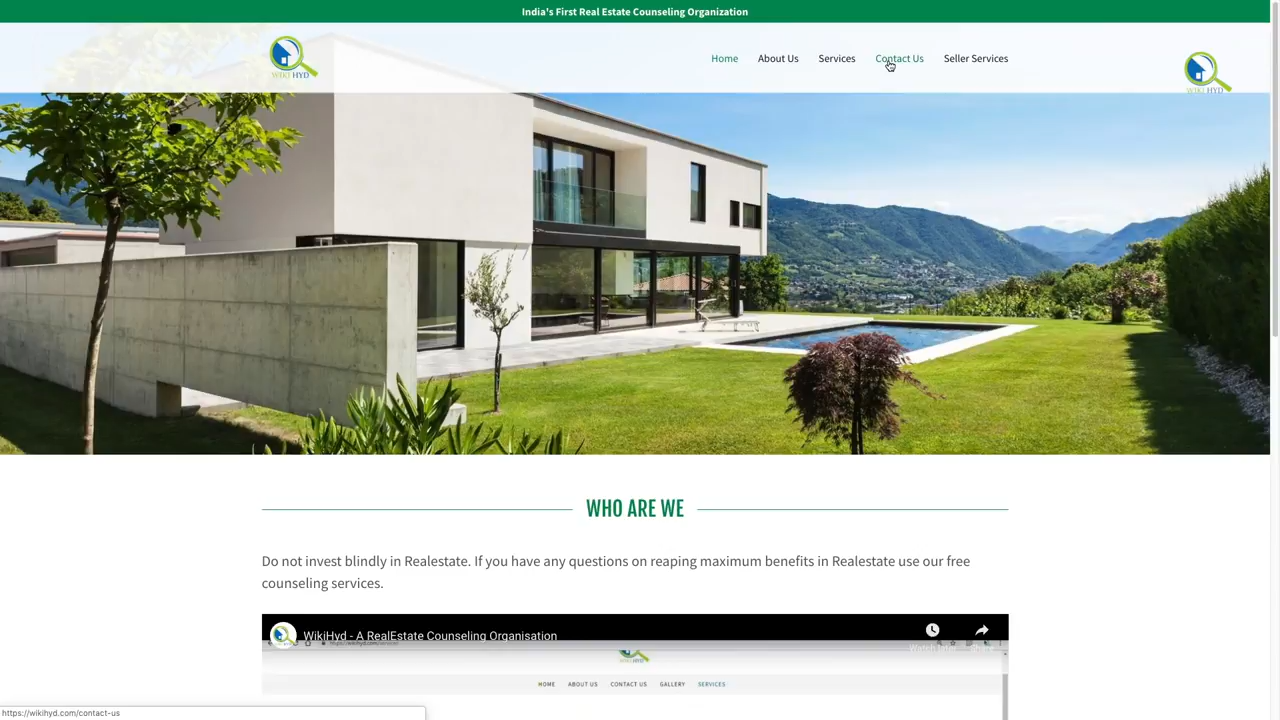 India's First Real Estate Counseling Organization
WIKI HYD
Home About Us Services Contact Us Seller Services
WIKI HYD
WHO ARE WE
Do not invest blindly in Realestate. If you have any questions on reaping maximum benefits in Realestate use our free
counseling services.
WikiHyd - A RealEstate Counseling Organisation
Watch later Share
HOME ABOUT US CONTACT US GALLERY SERVICES
https://wikihyd.com/contact-us